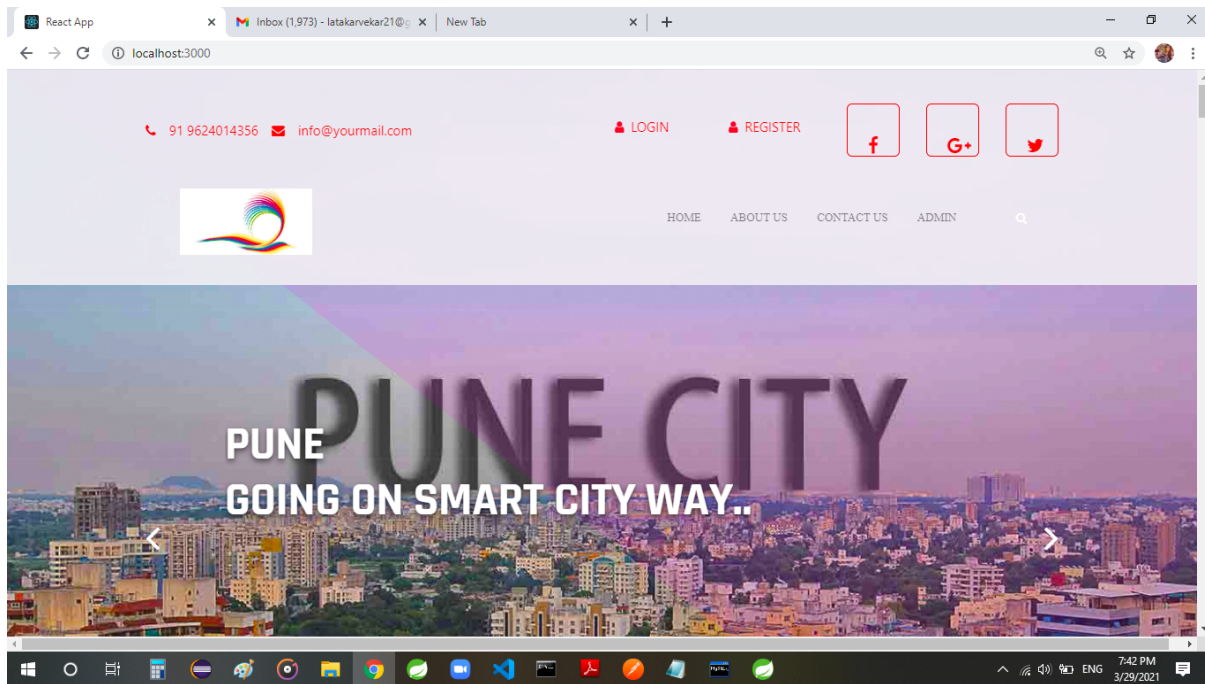 React App
Inbox (1,973) - latakarvekar21@g
New Tab
localhost:3000
91 9624014356 info@yourmail.com
LOGIN REGISTER
f G+
HOME ABOUT US CONTACT US ADMIN
PUNE CITY
PUNE
GOING ON SMART CITY WAY..
ENG
7:42 PM
3/29/2021